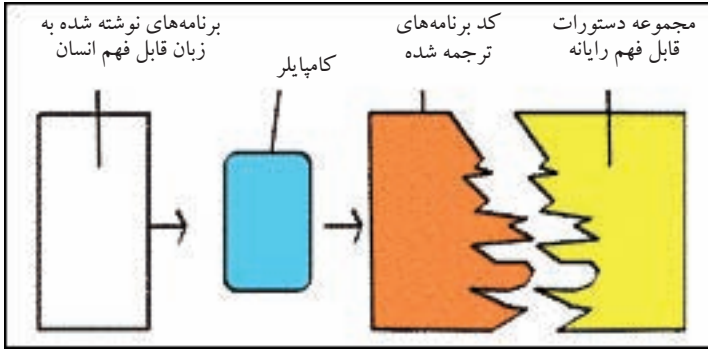 مجموعه دستورات
قابل فهم رایانه
کد برنامه‌های
ترجمه شده
کامپایلر
برنامه‌های نوشته شده به
زبان قابل فهم انسان